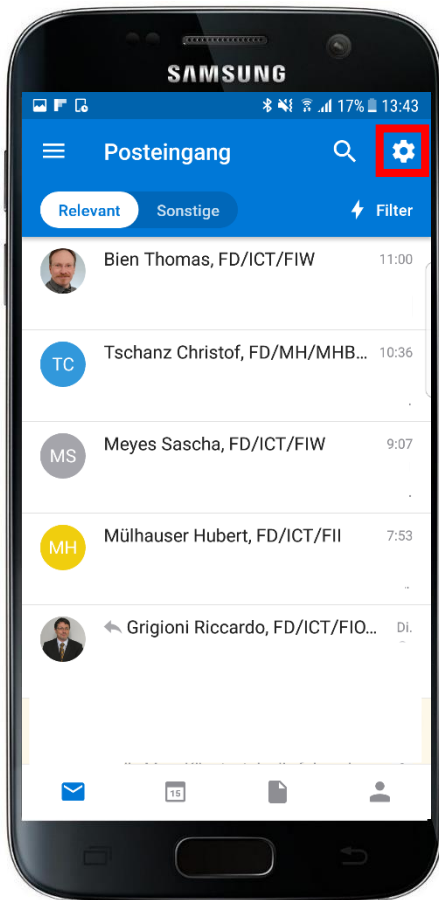 SAMSUNG
17% 13:43
Posteingang
Relevant Sonstige Filter
Bien Thomas, FD/ICT/FIW 11:00
TC Tschanz Christof, FD/MH/MHB... 10:36
MS Meyes Sascha, FD/ICT/FIW 9:07
MH Mülhauser Hubert, FD/ICT/FII 7:53
Grigioni Riccardo, FD/ICT/FIO... Di.
15